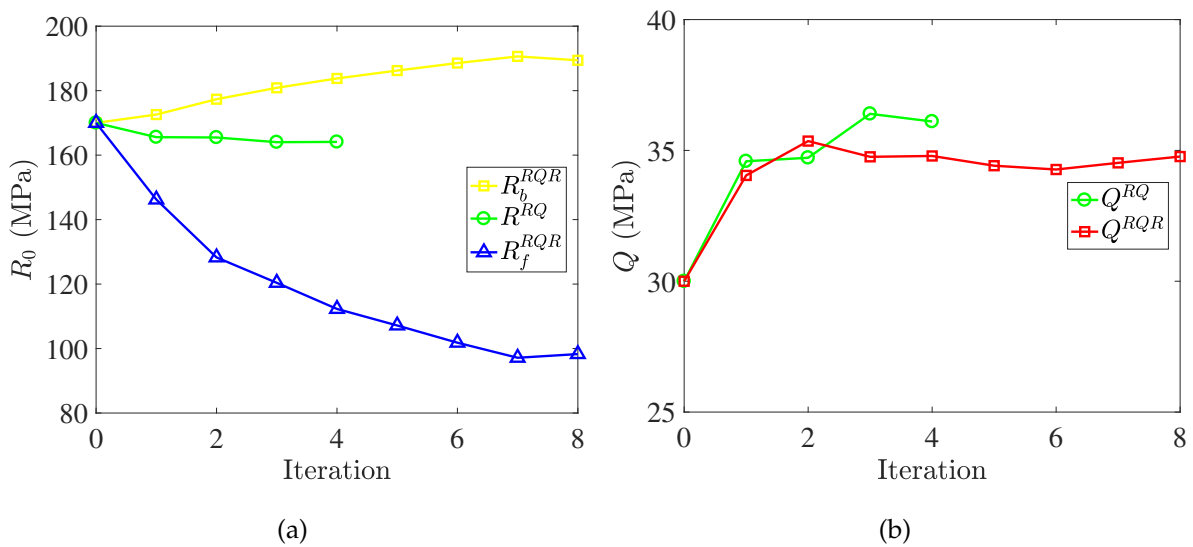 200
180
160
140
120
100
80
R_0 (MPa)
0 2 4 6 8
Iteration
R_b^{RQR}
R^{RQ}
R_f^{RQR}
(a)
40
35
30
25
Q (MPa)
0 2 4 6 8
Iteration
Q^{RQ}
Q^{RQR}
(b)